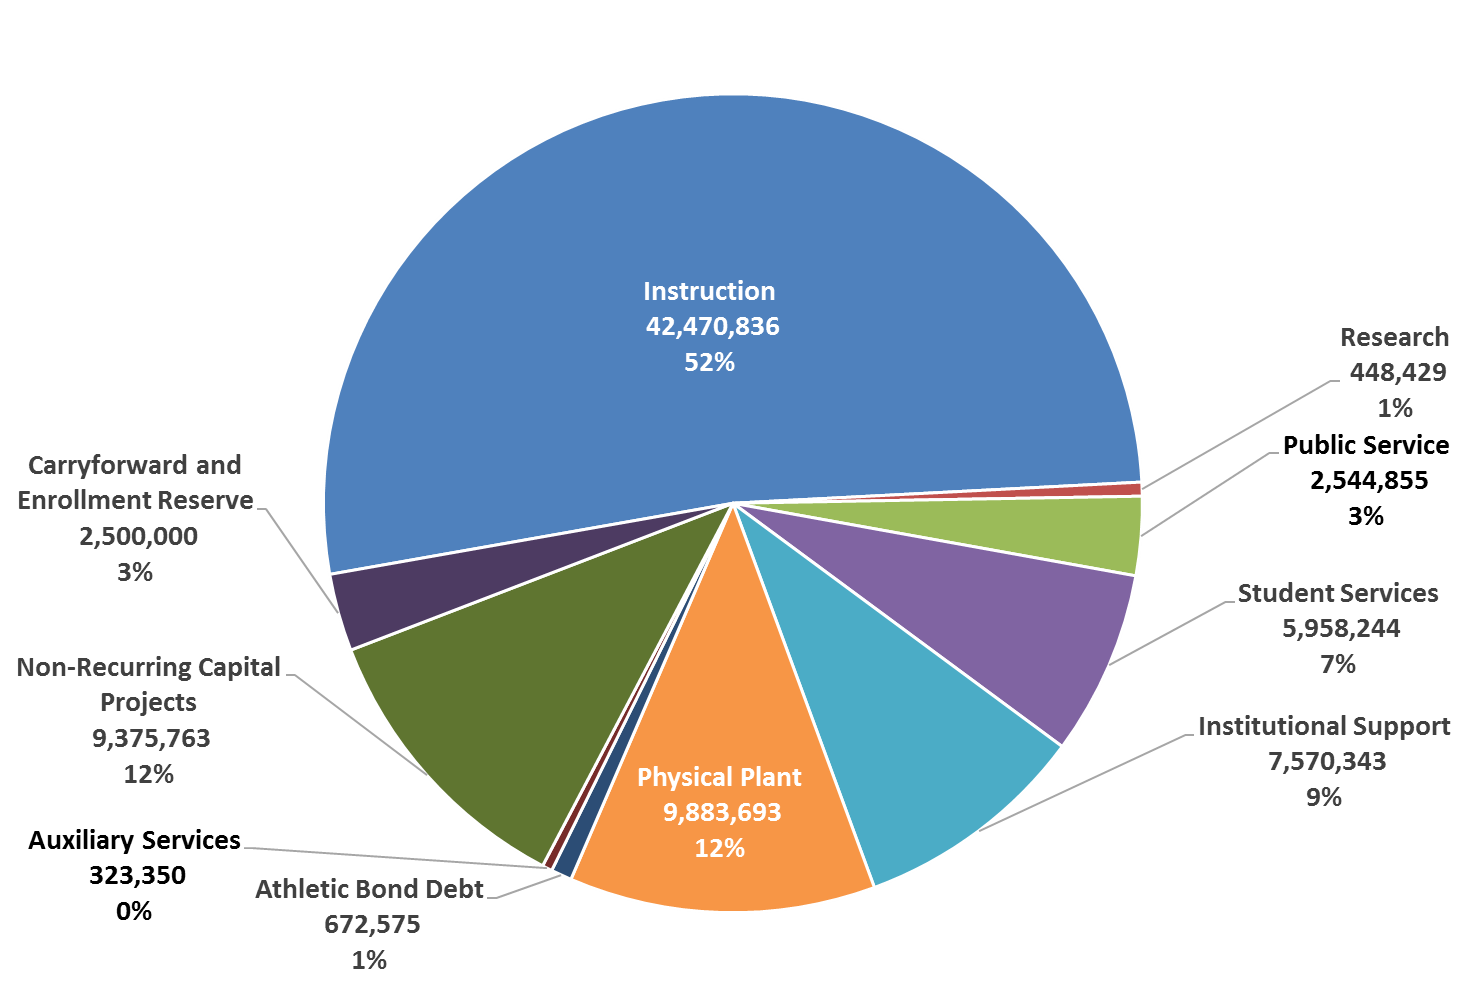 Instruction
42,470,836
52%
Research
448,429
1%
Public Service
2,544,855
3%
Student Services
5,958,244
7%
Institutional Support
7,570,343
9%
Physical Plant
9,883,693
12%
Athletic Bond Debt
672,575
1%
Auxiliary Services
323,350
0%
Non-Recurring Capital
Projects
9,375,763
12%
Carryforward and
Enrollment Reserve
2,500,000
3%